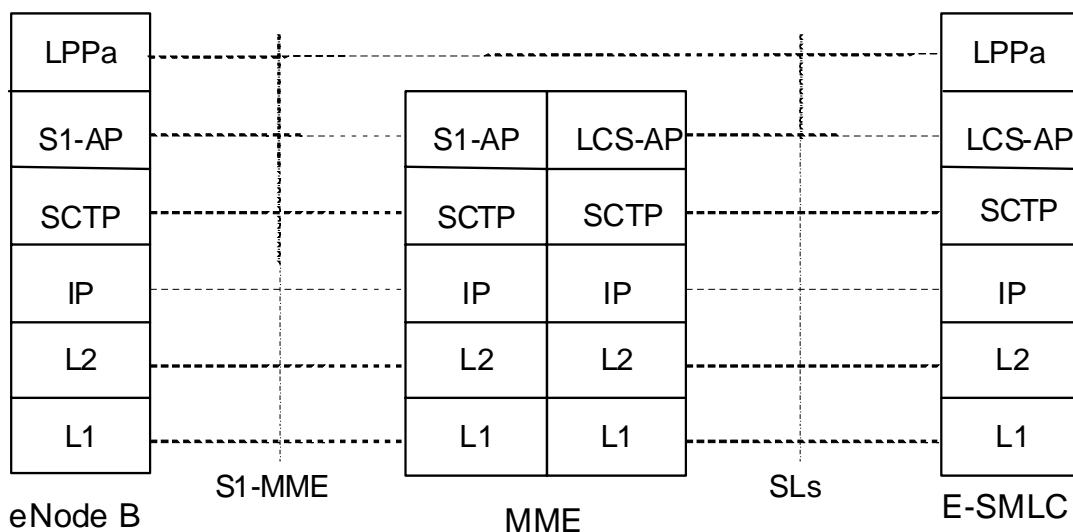 LPPa LPPa
S1-AP S1-AP LCS-AP LCS-AP
SCTP SCTP SCTP SCTP
IP IP IP IP
L2 L2 L2 L2
L1 L1 L1 L1
S1-MME SLs
eNode B MME E-SMLC